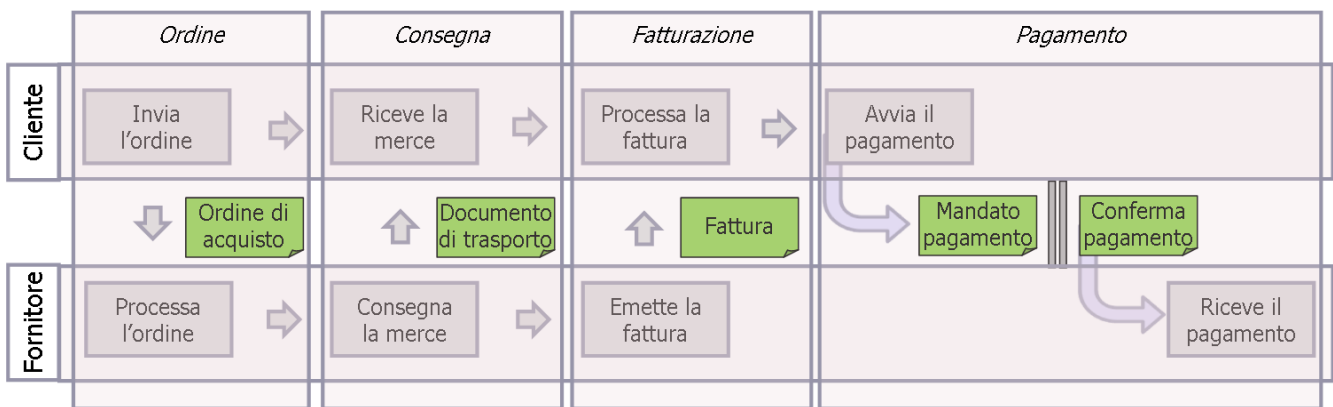 Ordine
Consegna
Fatturazione
Pagamento
Cliente
Invia
l'ordine
Riceve la
merce
Processa la
fattura
Avvia il
pagamento
Ordine di
acquisto
Documento
di trasporto
Fattura
Mandato
pagamento
Conferma
pagamento
Fornitore
Processa
l'ordine
Consegna
la merce
Emette la
fattura
Riceve il
pagamento